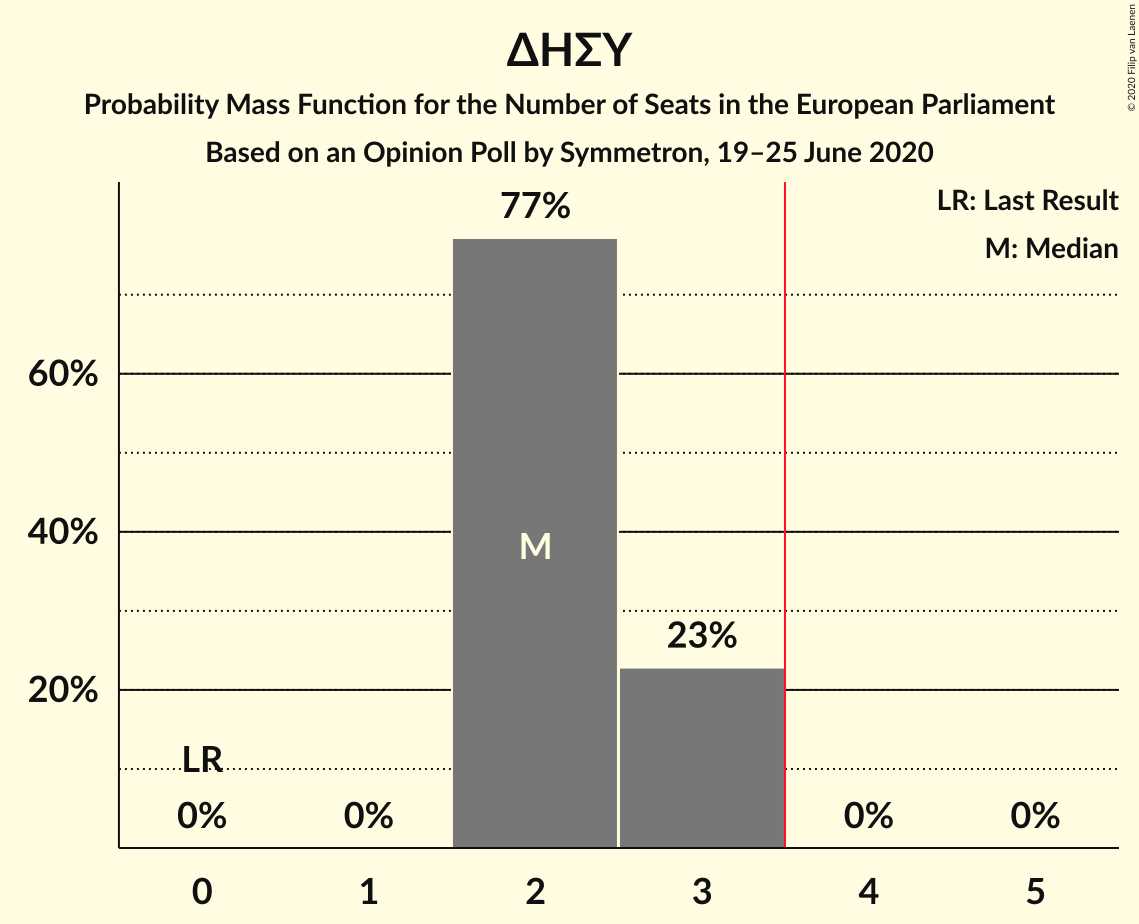 ΔΗΣΥ
Probability Mass Function for the Number of Seats in the European Parliament
Based on an Opinion Poll by Symmetron, 19–25 June 2020
© 2020 Filip van Laenen
LR: Last Result
M: Median
77%
60%
40%
M
23%
20%
LR
0% 0% 0% 0%
0 1 2 3 4 5